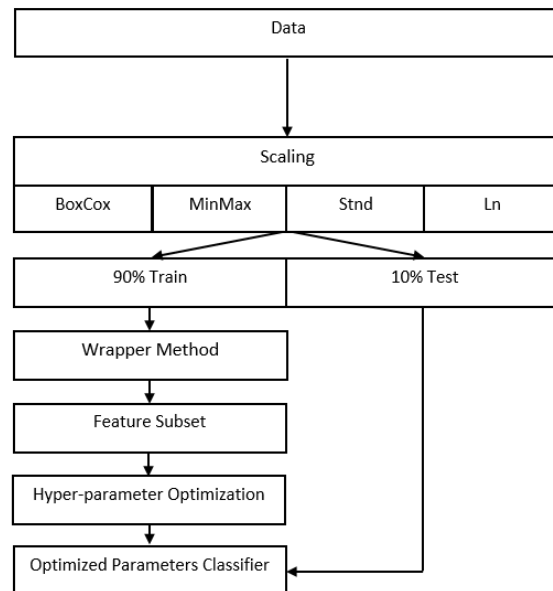 Data
Scaling
BoxCox MinMax Stnd Ln
90% Train 10% Test
Wrapper Method
Feature Subset
Hyper-parameter Optimization
Optimized Parameters Classifier